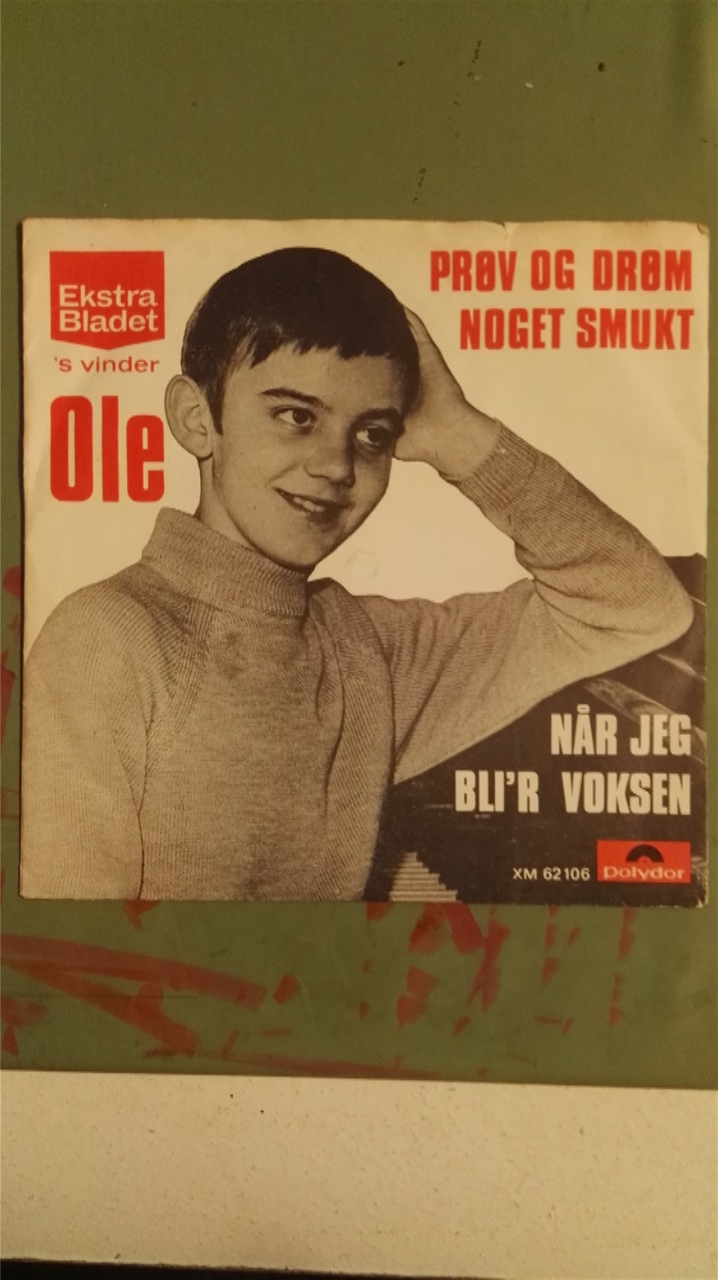 Ekstra
Bladet
's vinder
Ole
PRØV OG DRØM
NOGET SMUKT
NÅR JEG
BLI'R VOKSEN
XM 62106
Polydor